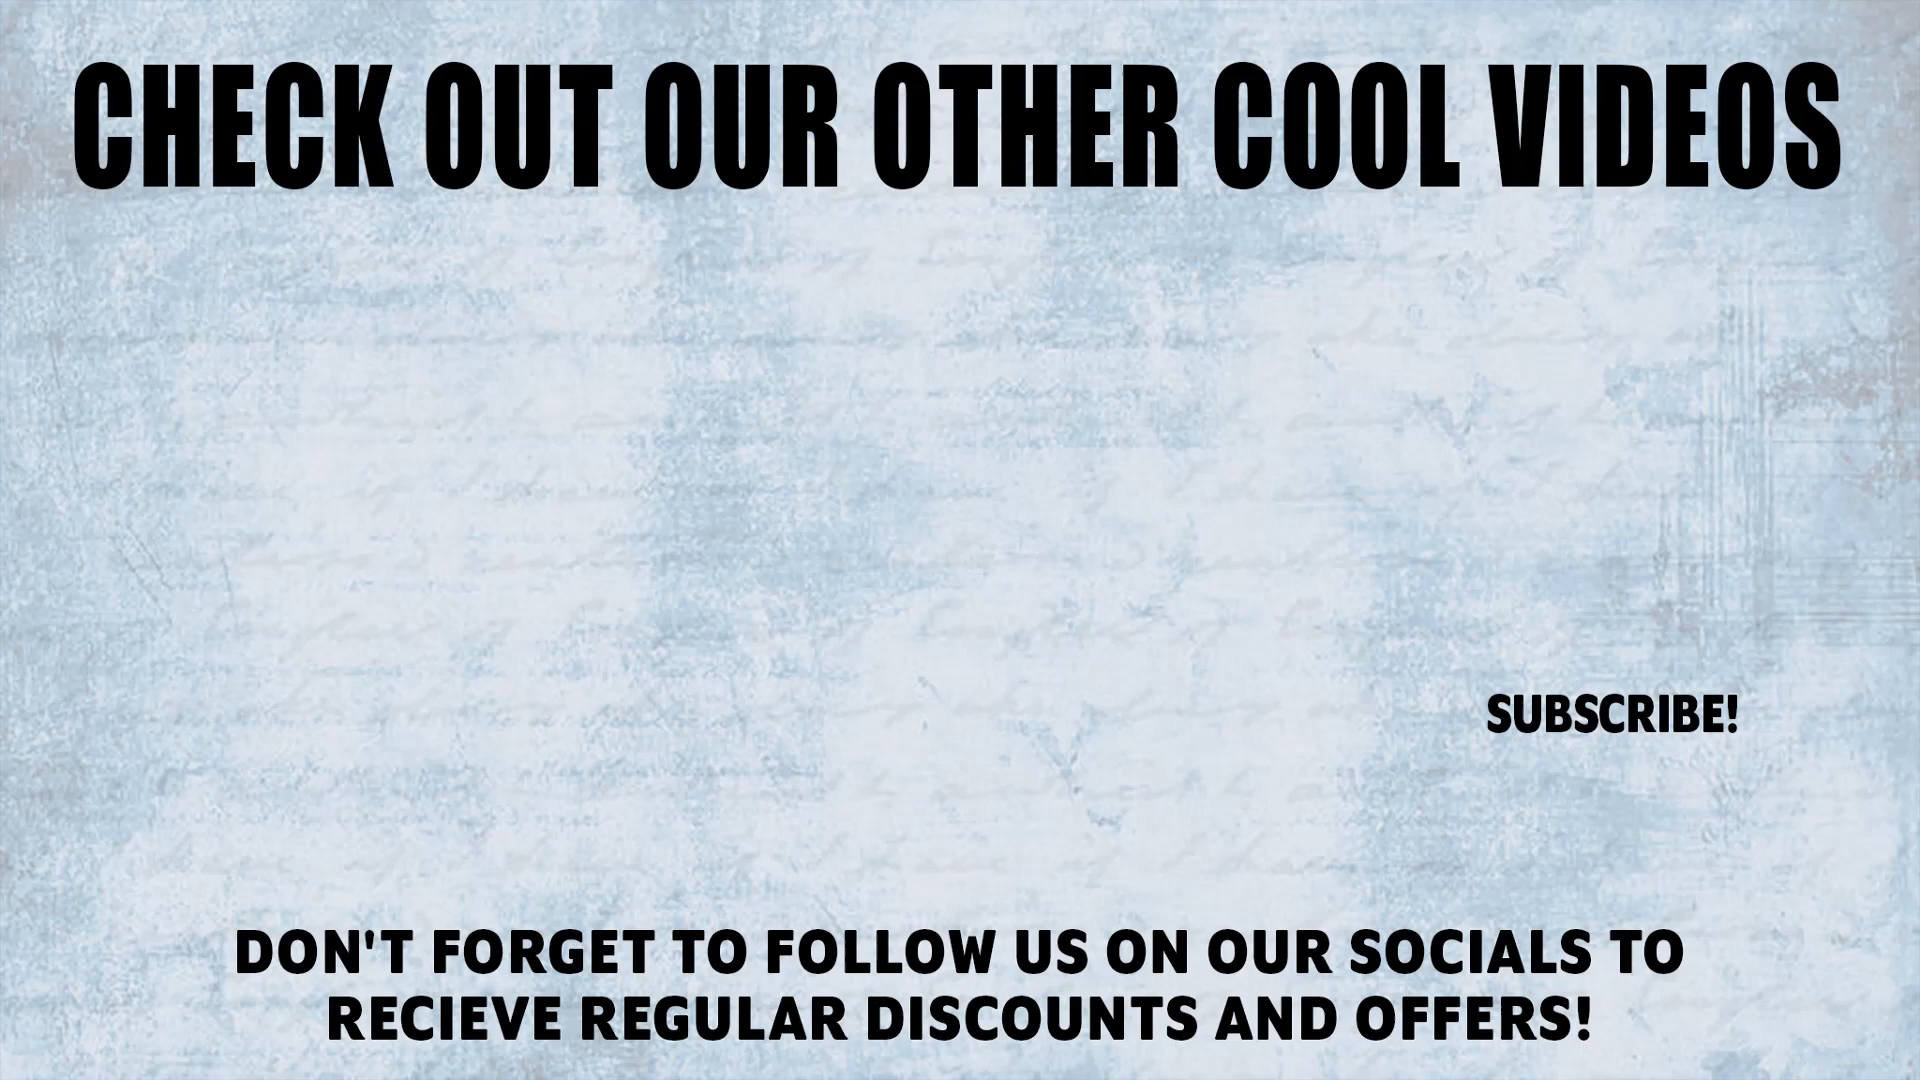 CHECK OUT OUR OTHER COOL VIDEOS
SUBSCRIBE!
DON'T FORGET TO FOLLOW US ON OUR SOCIALS TO
RECIEVE REGULAR DISCOUNTS AND OFFERS!